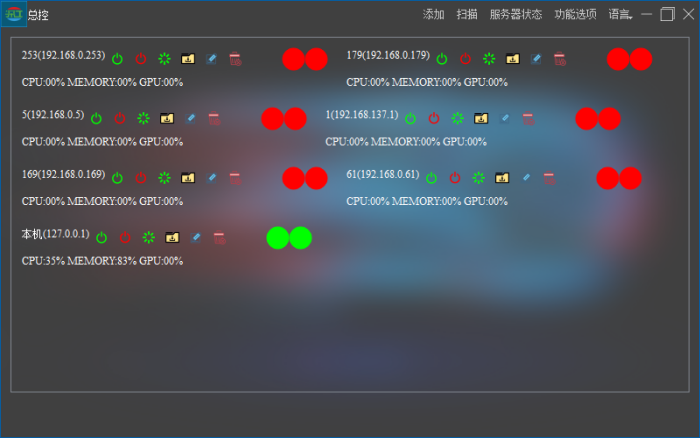 总控 添加 扫描 服务器状态 功能选项 语言
253(192.168.0.253) 179(192.168.0.179)
CPU:00% MEMORY:00% GPU:00% CPU:00% MEMORY:00% GPU:00%
5(192.168.0.5) 1(192.168.137.1)
CPU:00% MEMORY:00% GPU:00% CPU:00% MEMORY:00% GPU:00%
169(192.168.0.169) 61(192.168.0.61)
CPU:00% MEMORY:00% GPU:00% CPU:00% MEMORY:00% GPU:00%
本机(127.0.0.1)
CPU:35% MEMORY:83% GPU:00%